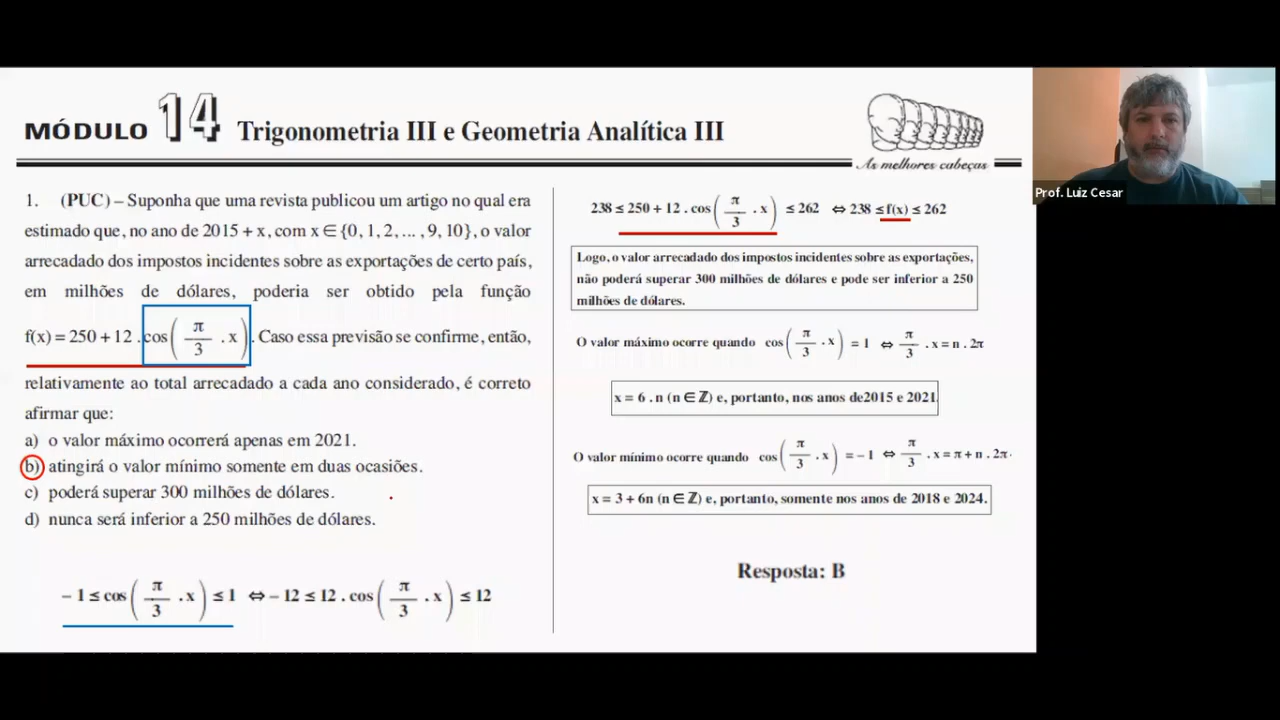 MÓDULO 14 Trigonometria III e Geometria Analítica III
As melhores cabeças
Prof. Luiz Cesar
1. (PUC) – Suponha que uma revista publicou um artigo no qual era
estimado que, no ano de 2015 + x, com x ∈ {0, 1, 2, ... , 9, 10}, o valor
arrecadado dos impostos incidentes sobre as exportações de certo país,
em milhões de dólares, poderia ser obtido pela função
f(x) = 250 + 12 . cos( π/3 . x ). Caso essa previsão se confirme, então,
relativamente ao total arrecadado a cada ano considerado, é correto
afirmar que:
a) o valor máximo ocorrerá apenas em 2021.
b) atingirá o valor mínimo somente em duas ocasiões.
c) poderá superar 300 milhões de dólares.
d) nunca será inferior a 250 milhões de dólares.
– 1 ≤ cos( π/3 . x ) ≤ 1 ⇔ – 12 ≤ 12 . cos( π/3 . x ) ≤ 12
238 ≤ 250 + 12 . cos( π/3 . x ) ≤ 262 ⇔ 238 ≤ f(x) ≤ 262
Logo, o valor arrecadado dos impostos incidentes sobre as exportações,
não poderá superar 300 milhões de dólares e pode ser inferior a 250
milhões de dólares.
O valor máximo ocorre quando cos( π/3 . x ) = 1 ⇔ π/3 . x = n . 2π
x = 6 . n (n ∈ ℤ) e, portanto, nos anos de2015 e 2021.
O valor mínimo ocorre quando cos( π/3 . x ) = – 1 ⇔ π/3 . x = π + n . 2π.
x = 3 + 6n (n ∈ ℤ) e, portanto, somente nos anos de 2018 e 2024.
Resposta: B